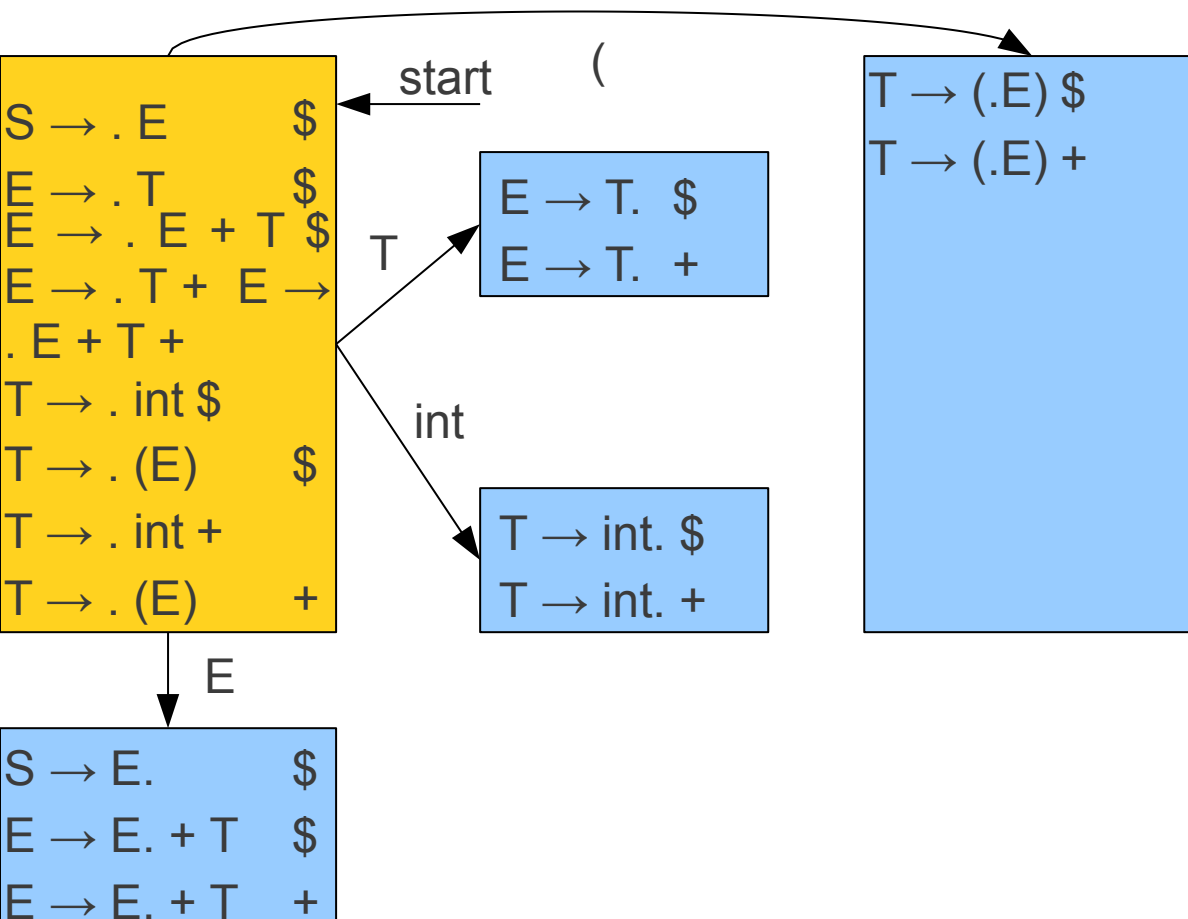 (
start
S → . E $
E → . T $
E → . E + T $
E → . T + E →
. E + T +
T → . int $
T → . (E) $
T → . int +
T → . (E) +
T
E → T. $
E → T. +
int
T → int. $
T → int. +
T → (.E) $
T → (.E) +
E
S → E. $
E → E. + T $
E → E. + T +